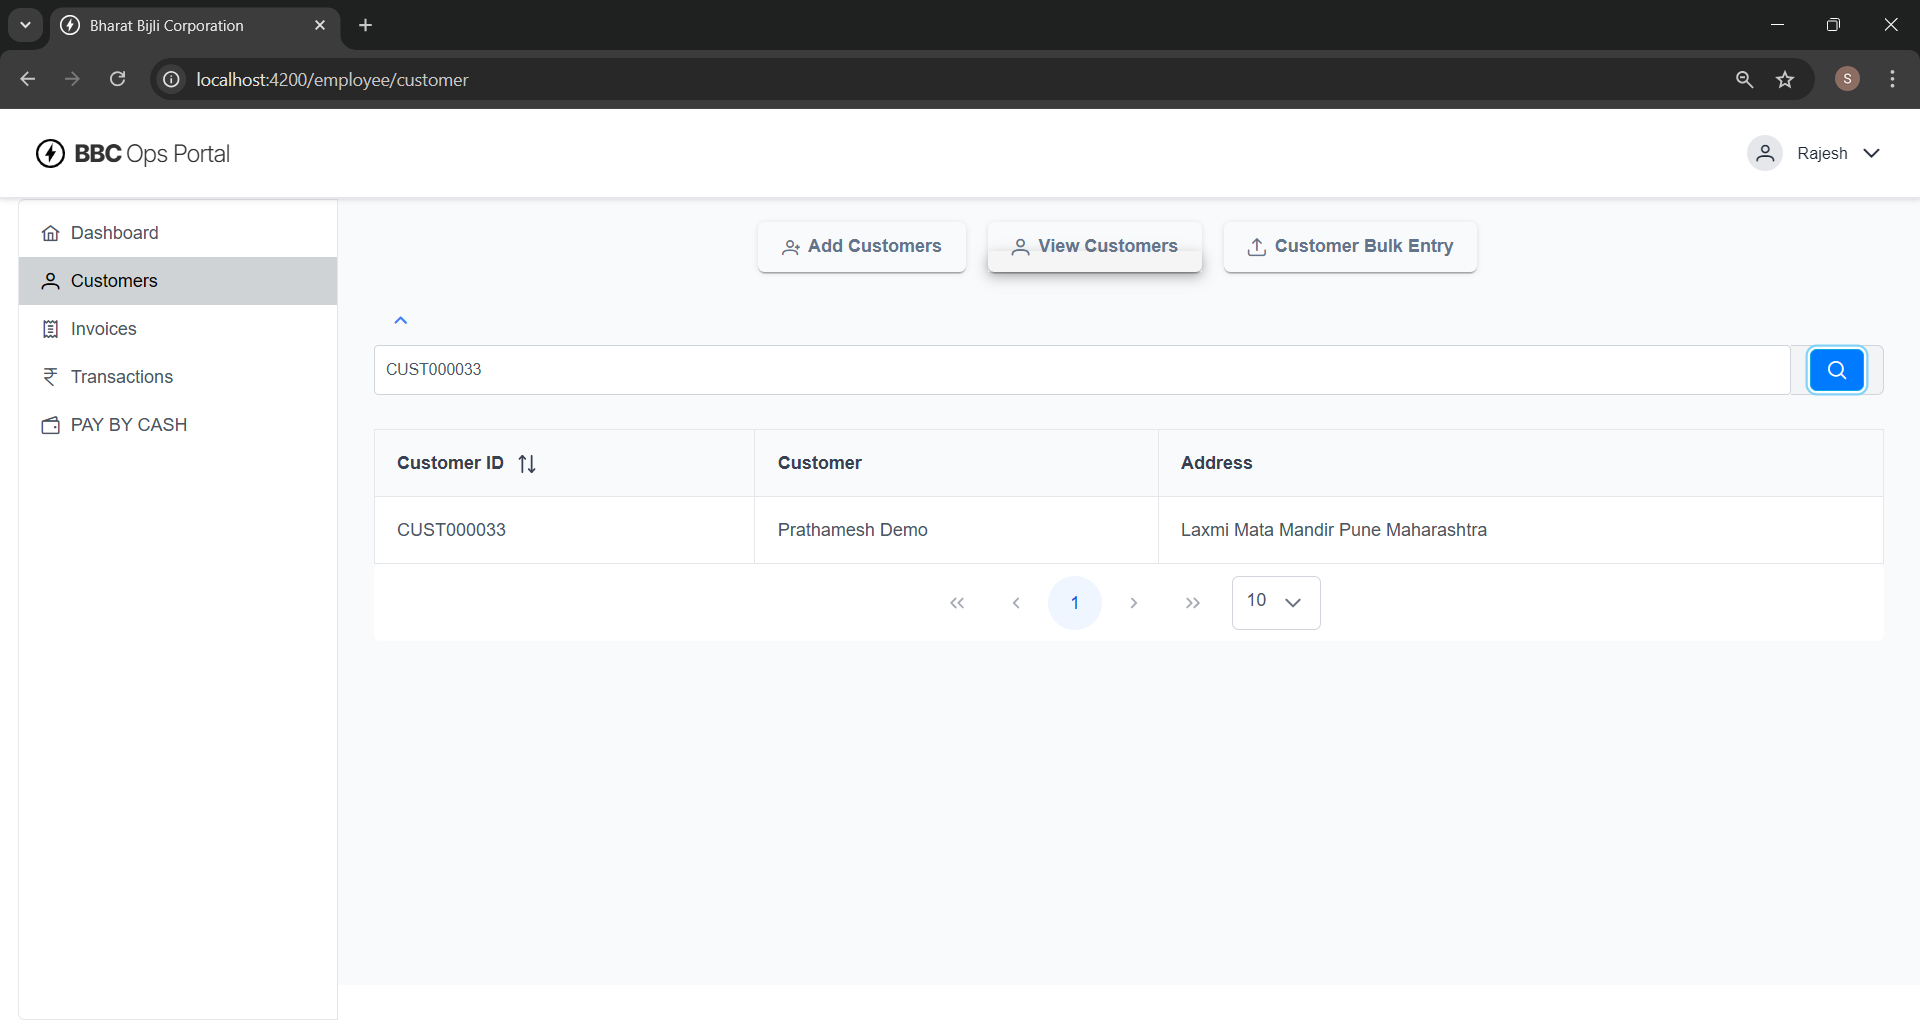 Bharat Bijli Corporation
localhost:4200/employee/customer
S
BBC Ops Portal
Rajesh
Dashboard
Customers
Invoices
Transactions
PAY BY CASH
Add Customers
View Customers
Customer Bulk Entry
CUST000033
Customer ID Customer Address
CUST000033 Prathamesh Demo Laxmi Mata Mandir Pune Maharashtra
1 10